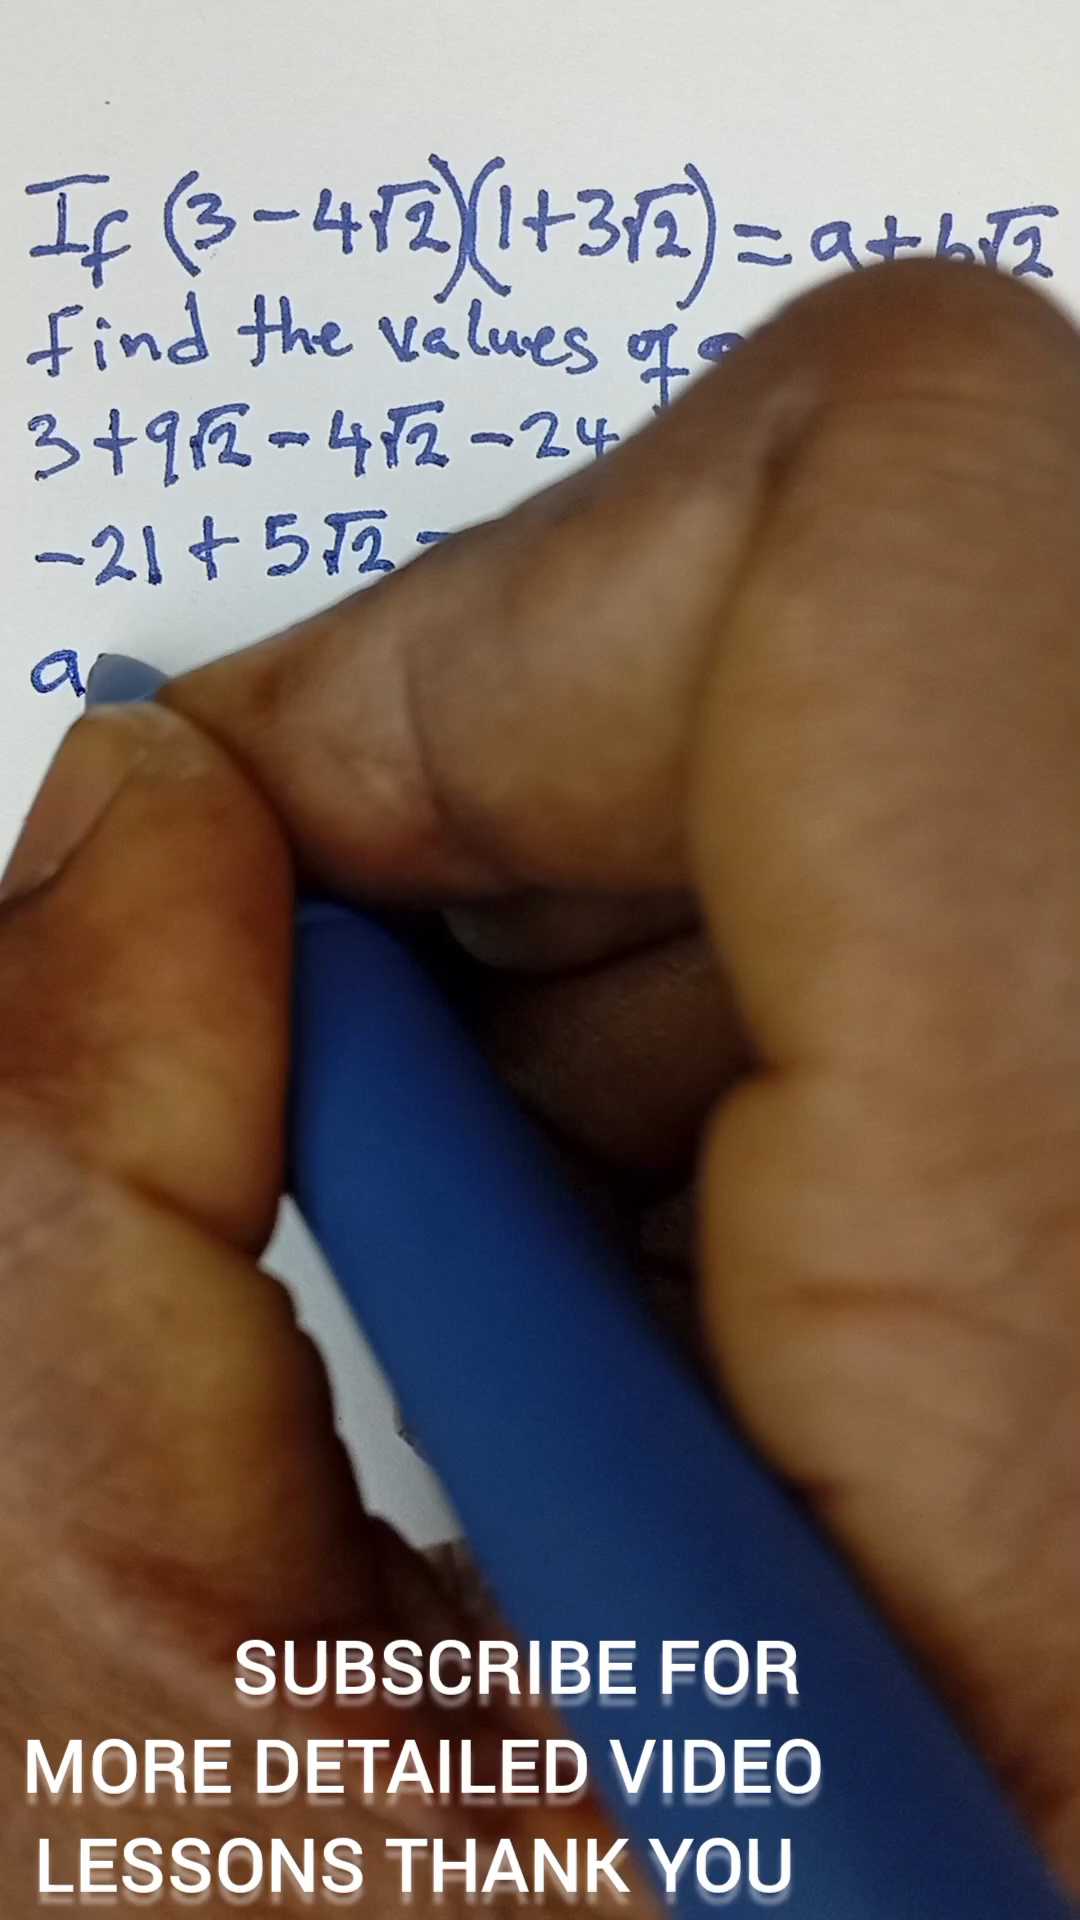 If (3-4√2)(1+3√2) = a+b√2
find the values of
3+9√2-4√2-24
-21+5√2
a
SUBSCRIBE FOR
MORE DETAILED VIDEO
LESSONS THANK YOU